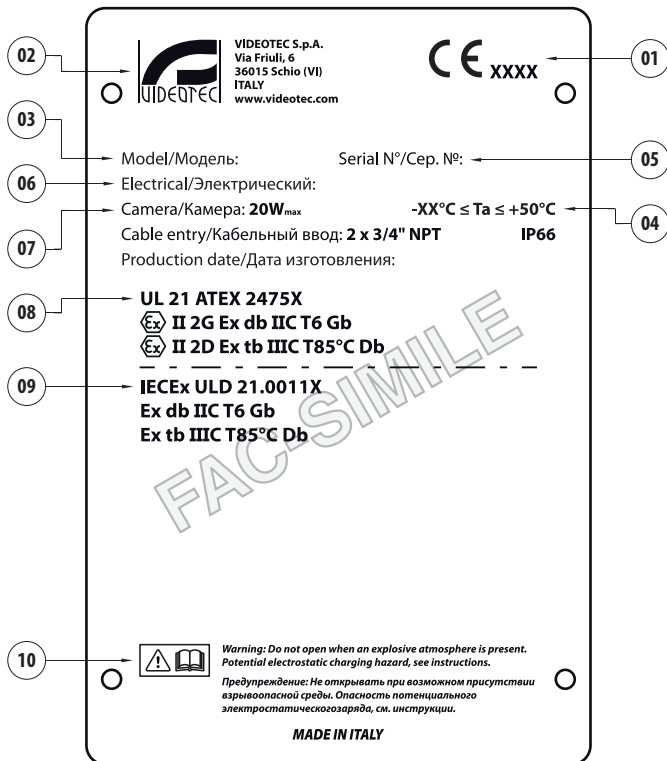 02
VIDEOTEC
VIDEOTEC S.p.A.
Via Friuli, 6
36015 Schio (VI)
ITALY
www.videotec.com
CE XXXX
01
03
Model/Модель:
Serial N°/Сер. №:
05
06
Electrical/Электрический:
07
Camera/Камера: 20Wmax
-XX°C ≤ Ta ≤ +50°C
04
Cable entry/Кабельный ввод: 2 x 3/4" NPT
IP66
Production date/Дата изготовления:
08
UL 21 ATEX 2475X
Ex II 2G Ex db IIC T6 Gb
Ex II 2D Ex tb IIIC T85°C Db
09
IECEx ULD 21.0011X
Ex db IIC T6 Gb
Ex tb IIIC T85°C Db
FAC-SIMILE
10
Warning: Do not open when an explosive atmosphere is present.
Potential electrostatic charging hazard, see instructions.
Предупреждение: Не открывать при возможном присутствии
взрывоопасной среды. Опасность потенциального
электростатическогозаряда, см. инструкции.
MADE IN ITALY